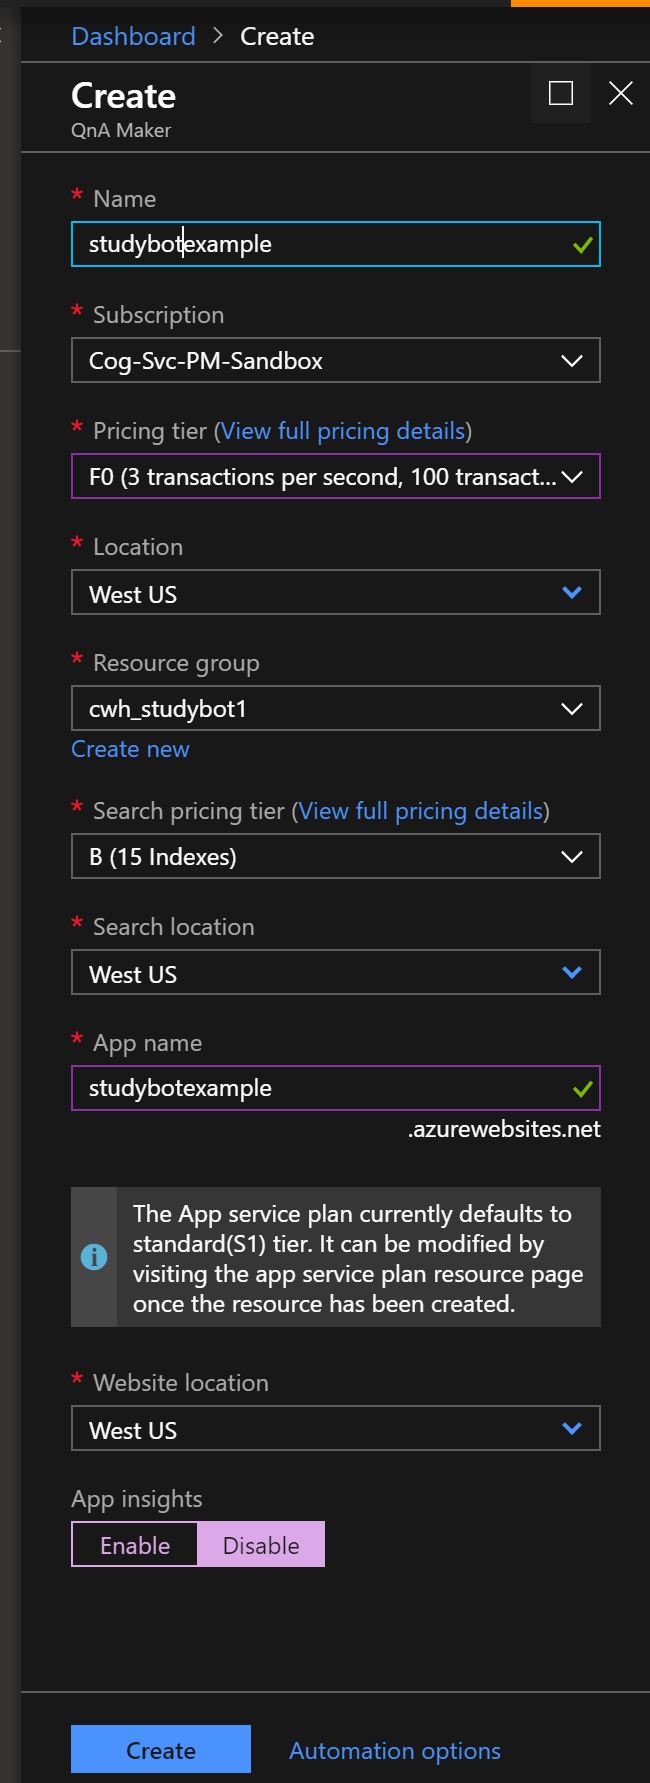 Dashboard > Create
Create
QnA Maker
* Name
studybotexample
* Subscription
Cog-Svc-PM-Sandbox
* Pricing tier (View full pricing details)
F0 (3 transactions per second, 100 transact...
* Location
West US
* Resource group
cwh_studybot1
Create new
* Search pricing tier (View full pricing details)
B (15 Indexes)
* Search location
West US
* App name
studybotexample
.azurewebsites.net
The App service plan currently defaults to
standard(S1) tier. It can be modified by
visiting the app service plan resource page
once the resource has been created.
* Website location
West US
App insights
Enable Disable
Create Automation options